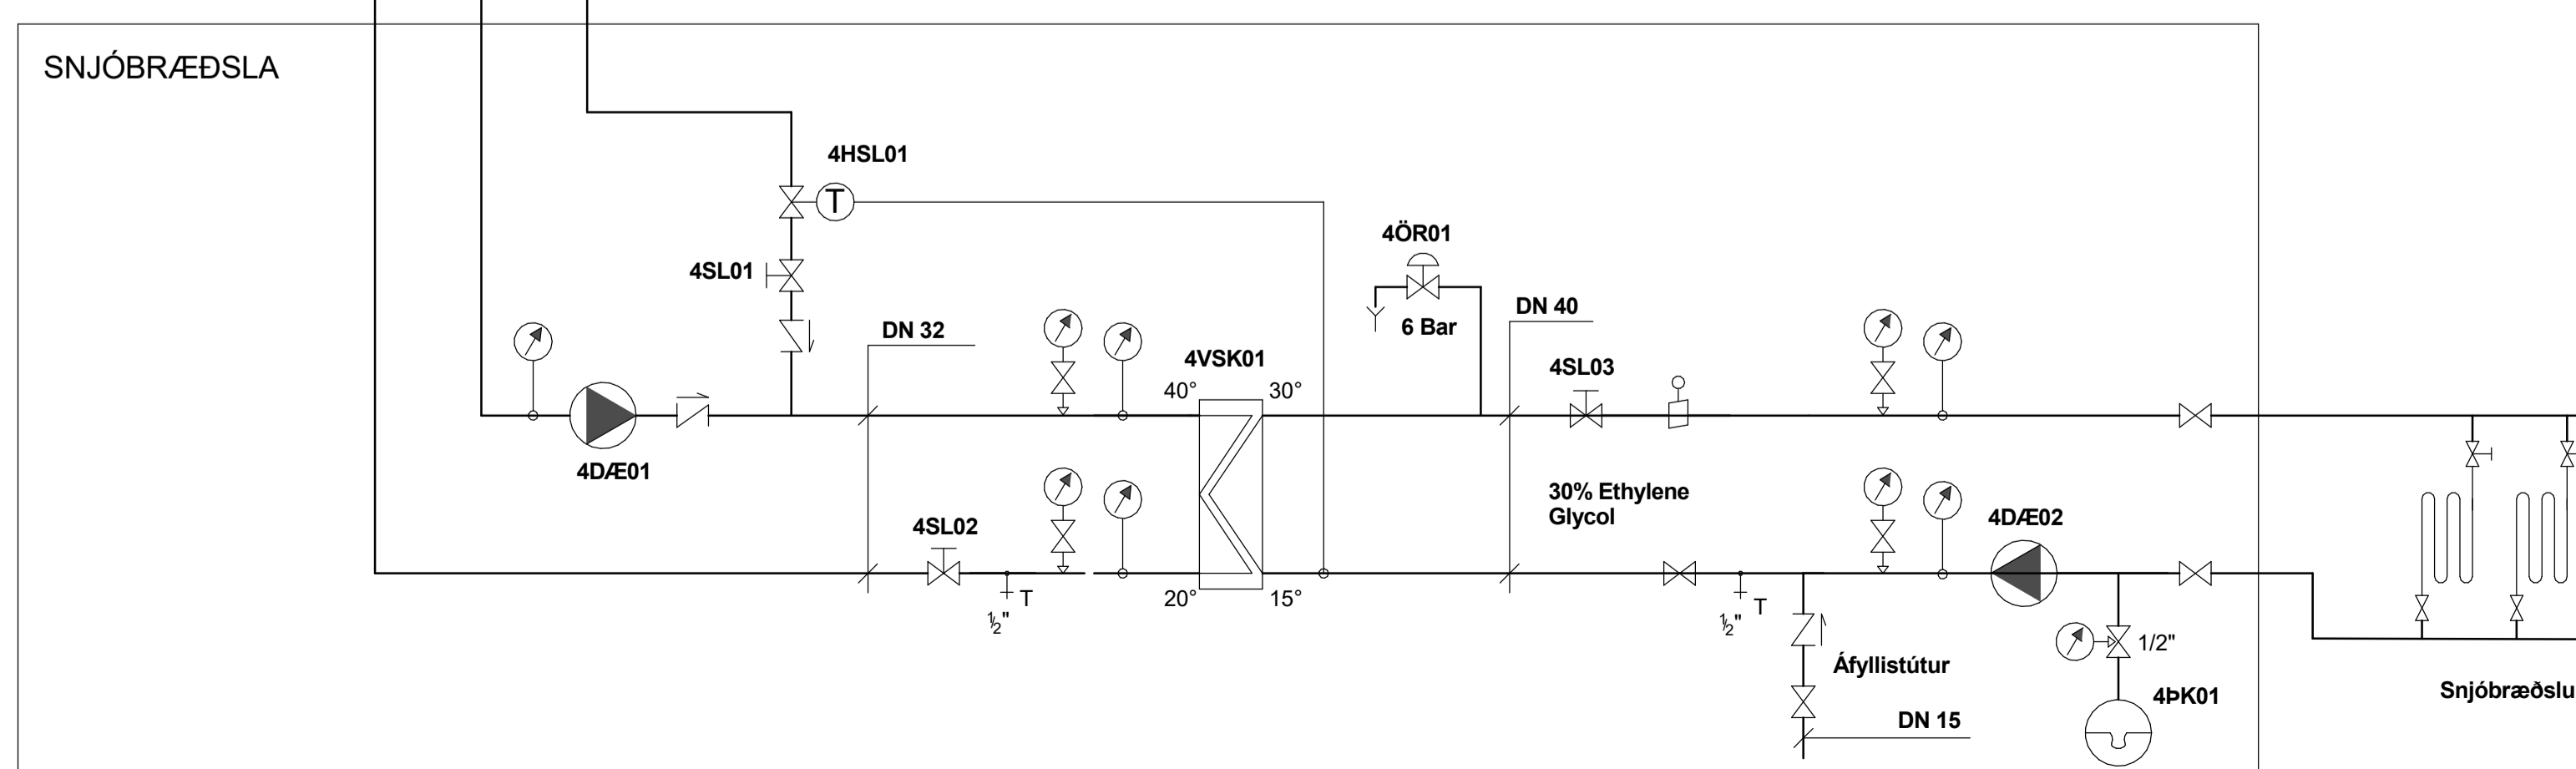 SNJÓBRÆÐSLA
4HSL01
T
4SL01
4ÖR01
6 Bar
DN 32
DN 40
4VSK01
40°
30°
4SL03
4DÆ01
4SL02
30% Ethylene
Glycol
4DÆ02
20°
15°
½"
T
½"
T
1/2"
Áfyllistútur
4ÞK01
DN 15
Snjóbræðslu